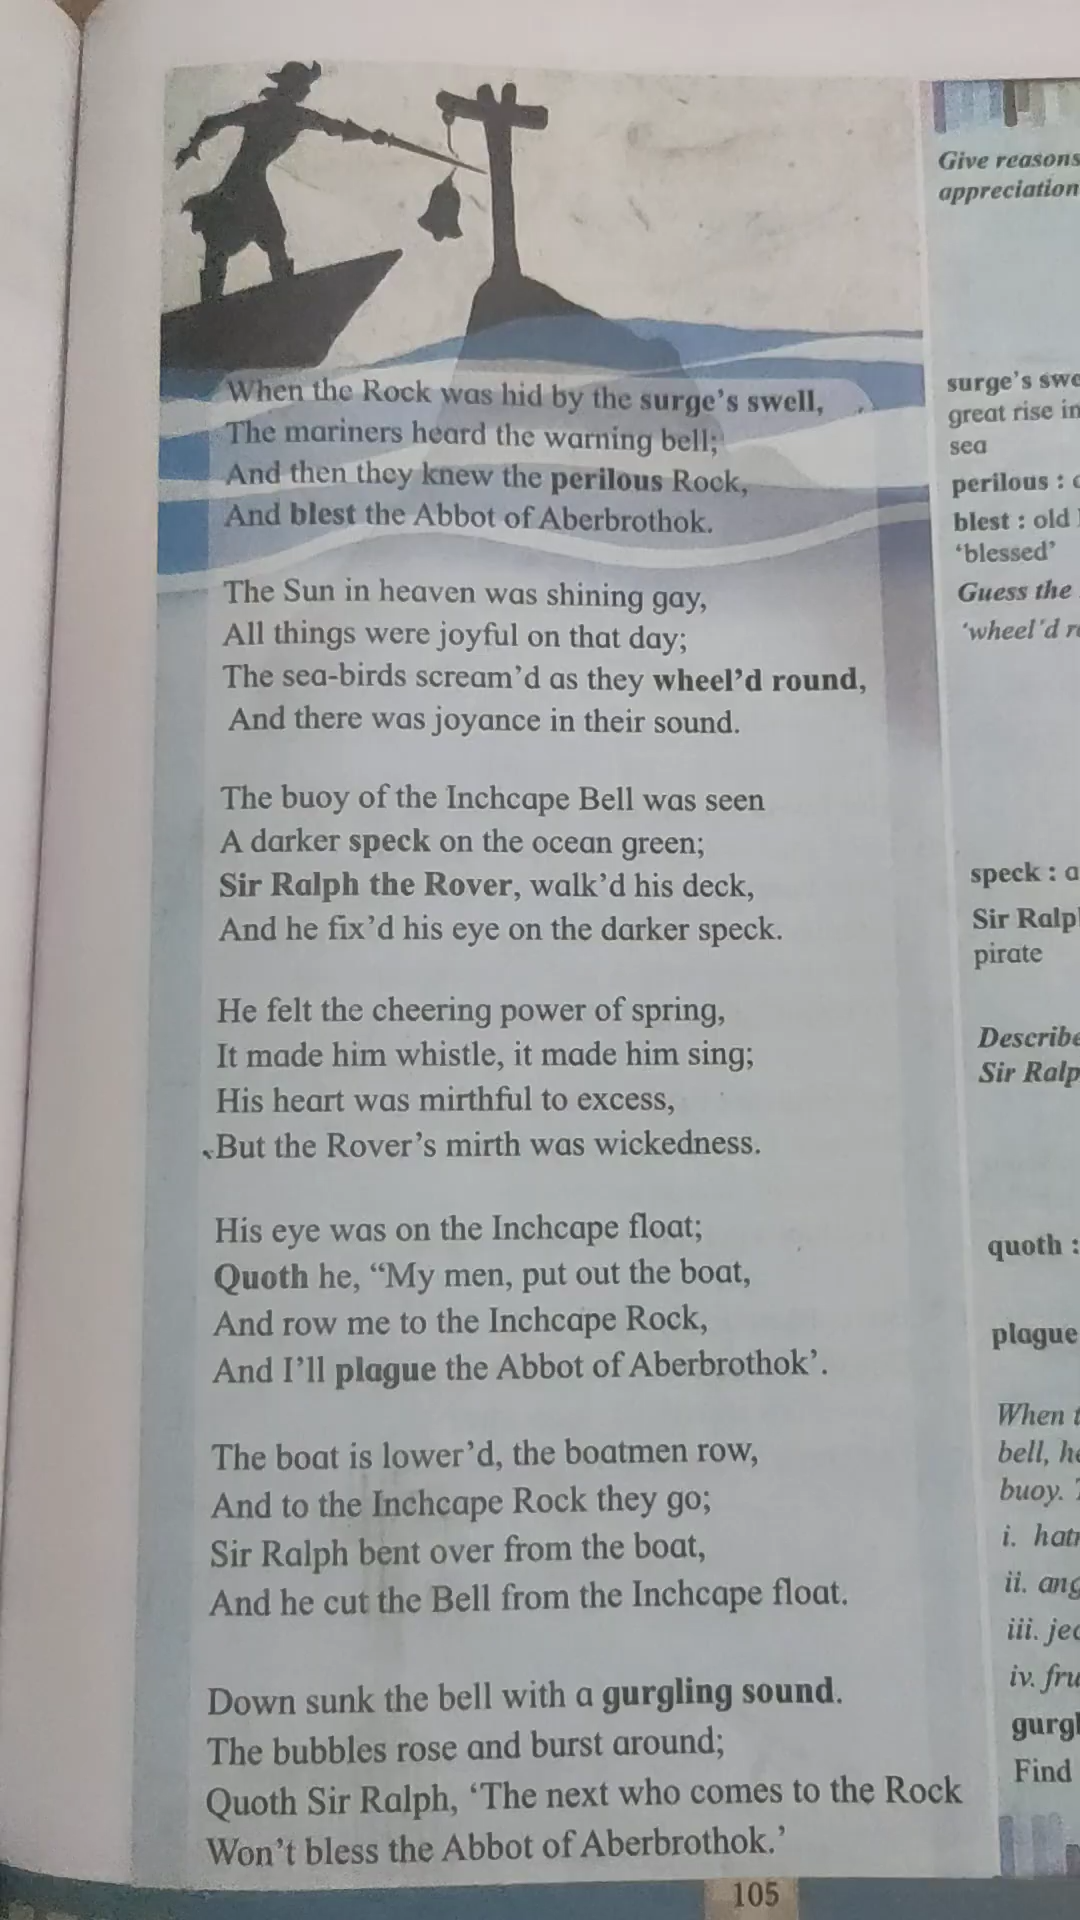 When the Rock was hid by the surge's swell,
The mariners heard the warning bell;
And then they knew the perilous Rock,
And blest the Abbot of Aberbrothok.
The Sun in heaven was shining gay,
All things were joyful on that day;
The sea-birds scream'd as they wheel'd round,
And there was joyance in their sound.
The buoy of the Inchcape Bell was seen
A darker speck on the ocean green;
Sir Ralph the Rover, walk'd his deck,
And he fix'd his eye on the darker speck.
He felt the cheering power of spring,
It made him whistle, it made him sing;
His heart was mirthful to excess,
But the Rover's mirth was wickedness.
His eye was on the Inchcape float;
Quoth he, “My men, put out the boat,
And row me to the Inchcape Rock,
And I'll plague the Abbot of Aberbrothok’.
The boat is lower'd, the boatmen row,
And to the Inchcape Rock they go;
Sir Ralph bent over from the boat,
And he cut the Bell from the Inchcape float.
Down sunk the bell with a gurgling sound.
The bubbles rose and burst around;
Quoth Sir Ralph, ‘The next who comes to the Rock
Won't bless the Abbot of Aberbrothok.’
Give reasons
appreciation
surge's
great rise in
sea
perilous :
blest : old
‘blessed’
Guess the
‘wheel'd
speck : a
Sir
pirate
Describe
Sir
quoth :
plague
When
bell,
buoy.
i.
ii.
iii.
iv.
Find
105